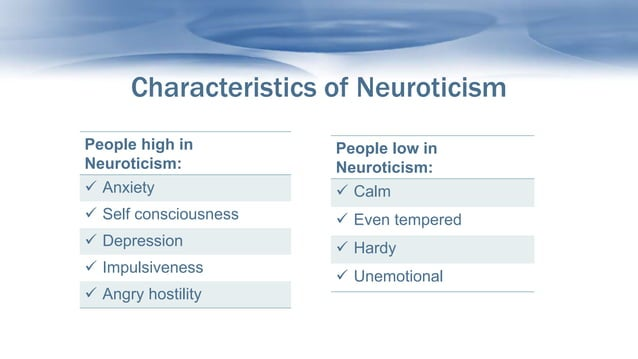 Characteristics of Neuroticism
People high in
Neuroticism:
✓ Anxiety
✓ Self consciousness
✓ Depression
✓ Impulsiveness
✓ Angry hostility
People low in
Neuroticism:
✓ Calm
✓ Even tempered
✓ Hardy
✓ Unemotional